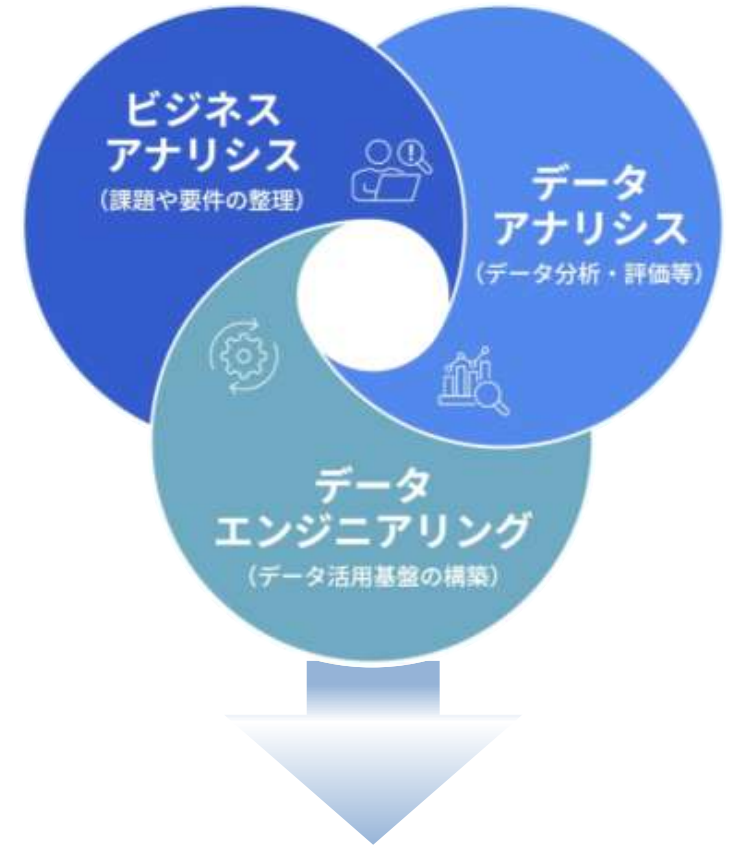 ビジネス
アナリシス
（課題や要件の整理）
データ
アナリシス
（データ分析・評価等）
データ
エンジニアリング
（データ活用基盤の構築）